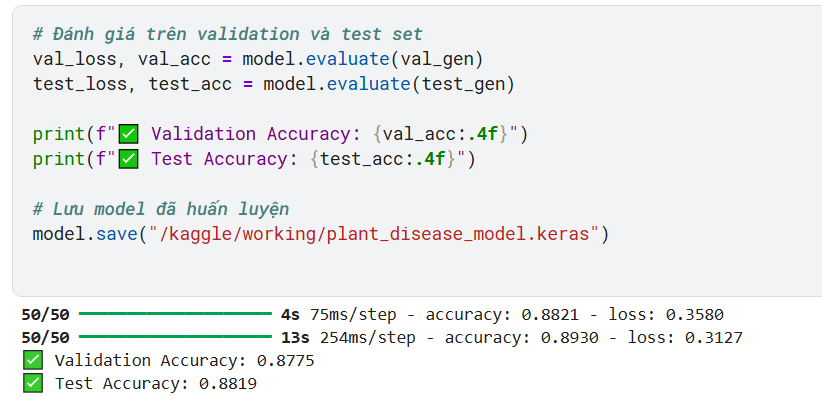 # Đánh giá trên validation và test set
val_loss, val_acc = model.evaluate(val_gen)
test_loss, test_acc = model.evaluate(test_gen)
print(f"✅ Validation Accuracy: {val_acc:.4f}")
print(f"✅ Test Accuracy: {test_acc:.4f}")
# Lưu model đã huấn luyện
model.save("/kaggle/working/plant_disease_model.keras")
50/50 ━━━━━━━━━━━━━━━━━━━━ 4s 75ms/step - accuracy: 0.8821 - loss: 0.3580
50/50 ━━━━━━━━━━━━━━━━━━━━ 13s 254ms/step - accuracy: 0.8930 - loss: 0.3127
✅ Validation Accuracy: 0.8775
✅ Test Accuracy: 0.8819